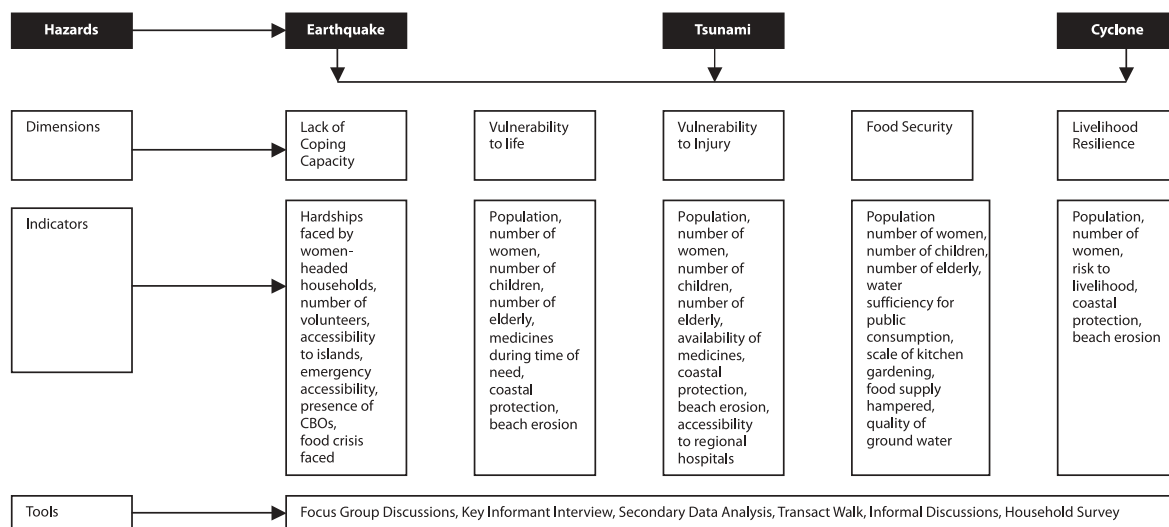 Hazards
Earthquake
Tsunami
Cyclone
Dimensions
Lack of
Coping
Capacity
Vulnerability
to life
Vulnerability
to Injury
Food Security
Livelihood
Resilience
Indicators
Hardships
faced by
women-
headed
households,
number of
volunteers,
accessibility
to islands,
emergency
accessibility,
presence of
CBOs,
food crisis
faced
Population,
number of
women,
number of
children,
number of
elderly,
medicines
during time of
need,
coastal
protection,
beach erosion
Population,
number of
women,
number of
children,
number of
elderly,
availability of
medicines,
coastal
protection,
beach erosion,
accessibility
to regional
hospitals
Population
number of women,
number of children,
number of elderly,
water
sufficiency for
public
consumption,
scale of kitchen
gardening,
food supply
hampered,
quality of
ground water
Population,
number of
women,
risk to
livelihood,
coastal
protection,
beach erosion
Tools
Focus Group Discussions, Key Informant Interview, Secondary Data Analysis, Transact Walk, Informal Discussions, Household Survey